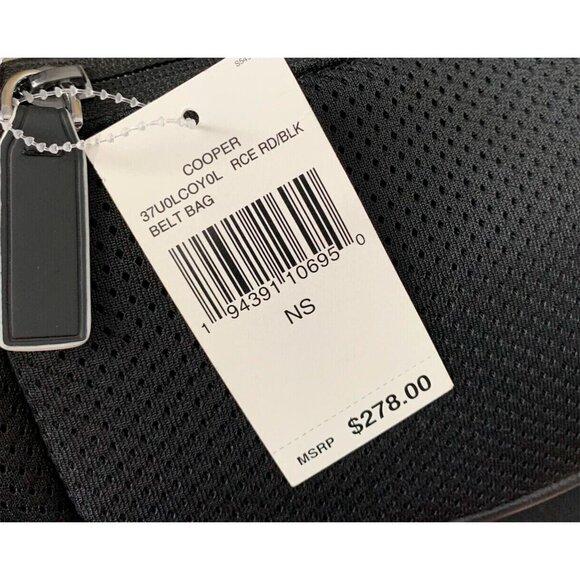 COOPER
37U0LCOY0L RCE RD/BLK
BELT BAG
1 94391 10695 0
NS
MSRP $278.00